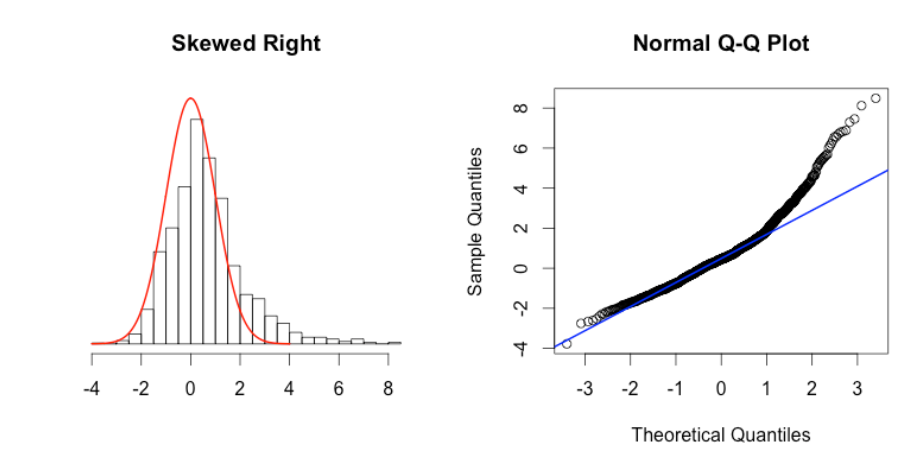 Skewed Right
-4 -2 0 2 4 6 8
Normal Q-Q Plot
Sample Quantiles
8
6
4
2
0
-2
-4
-3 -2 -1 0 1 2 3
Theoretical Quantiles